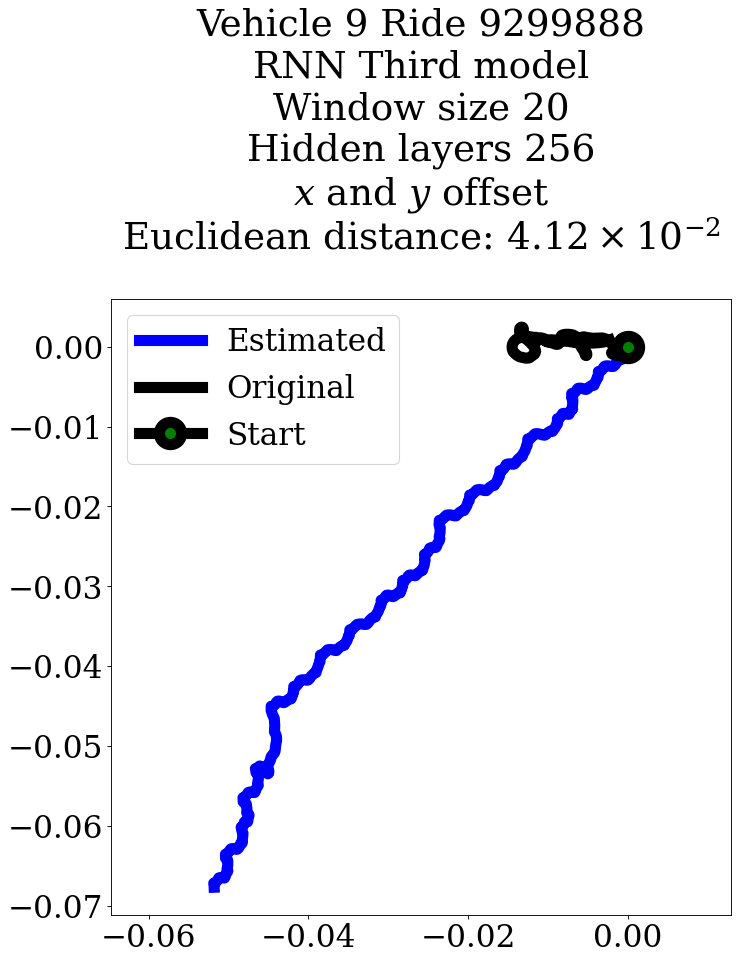 Vehicle 9 Ride 9299888
RNN Third model
Window size 20
Hidden layers 256
x and y offset
Euclidean distance: 4.12 × 10⁻²
Estimated
Original
Start
0.00
−0.01
−0.02
−0.03
−0.04
−0.05
−0.06
−0.07
−0.06 −0.04 −0.02 0.00